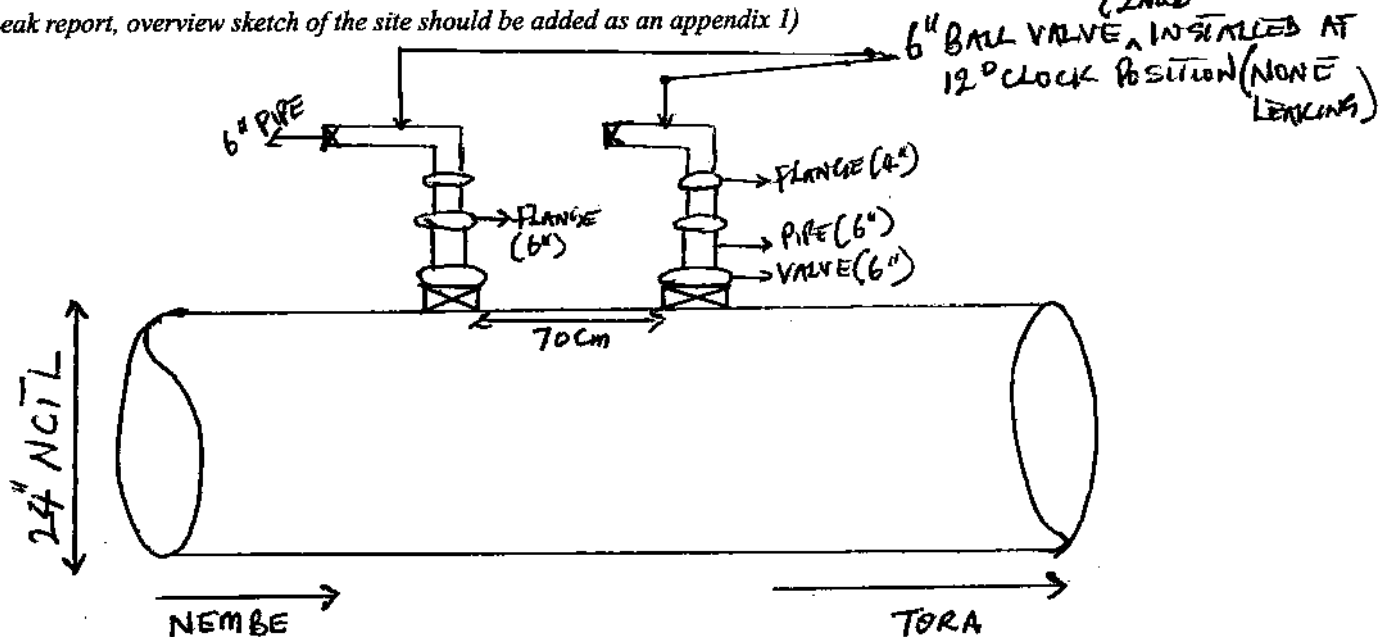 eak report, overview sketch of the site should be added as an appendix 1)
6" BALL VALVE ^ INSTALLED AT
12 O CLOCK POSITION (NONE
LEAKING)
6" PIPE
FLANGE (4")
FLANGE
(6")
PIPE (6")
VALVE (6")
70cm
24" NCTL
NEMBE
TORA